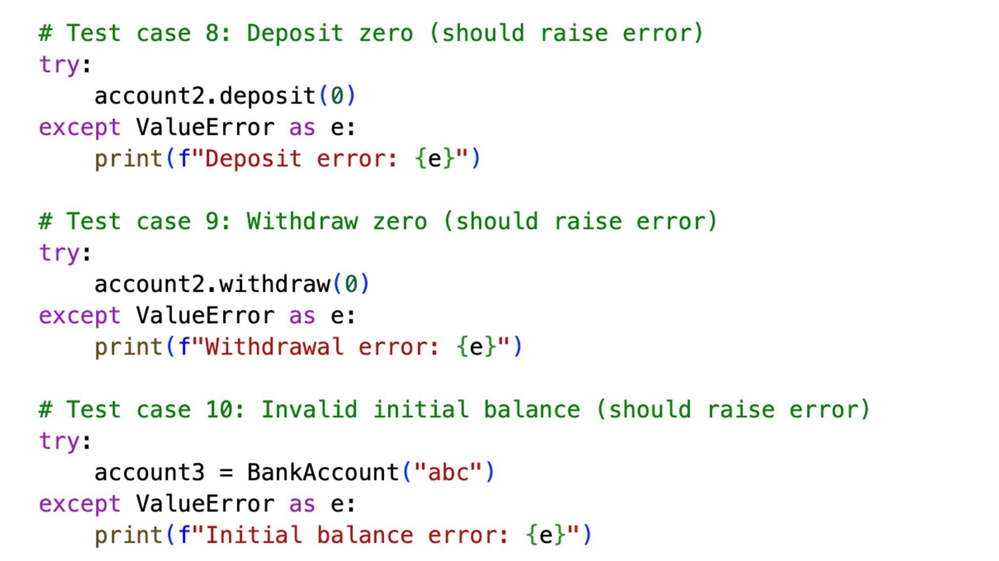 # Test case 8: Deposit zero (should raise error)
try:
    account2.deposit(0)
except ValueError as e:
    print(f"Deposit error: {e}")

# Test case 9: Withdraw zero (should raise error)
try:
    account2.withdraw(0)
except ValueError as e:
    print(f"Withdrawal error: {e}")

# Test case 10: Invalid initial balance (should raise error)
try:
    account3 = BankAccount("abc")
except ValueError as e:
    print(f"Initial balance error: {e}")